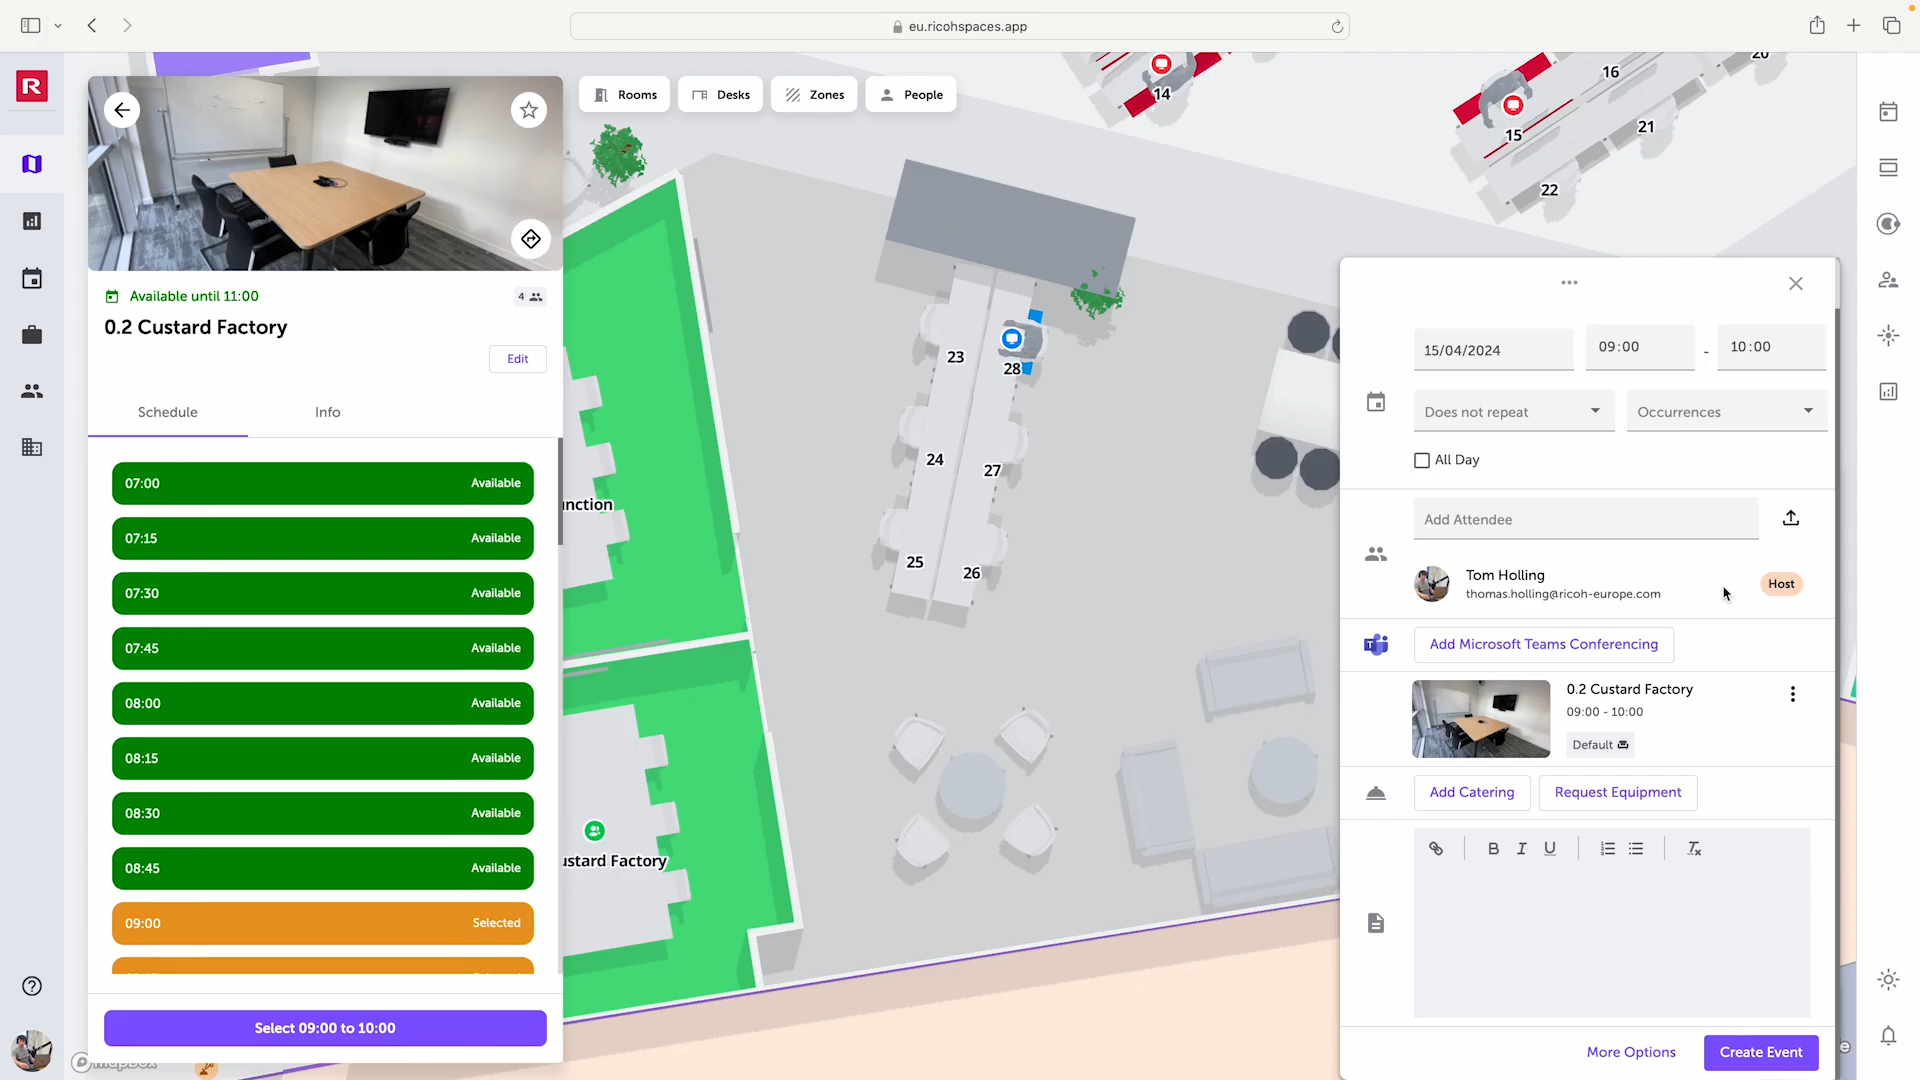 eu.ricohspaces.app
R
Rooms
Desks
Zones
People
14
15
16
20
21
22
Available until 11:00
4
0.2 Custard Factory
Edit
Schedule
Info
07:00 Available
07:15 Available
07:30 Available
07:45 Available
08:00 Available
08:15 Available
08:30 Available
08:45 Available
09:00 Selected
Select 09:00 to 10:00
mapbox
23
28
24
27
25
26
unction
ustard Factory
15/04/2024
09:00
-
10:00
Does not repeat
Occurrences
All Day
Add Attendee
Tom Holling
thomas.holling@ricoh-europe.com
Host
Add Microsoft Teams Conferencing
0.2 Custard Factory
09:00 - 10:00
Default
Add Catering
Request Equipment
B I U
More Options
Create Event